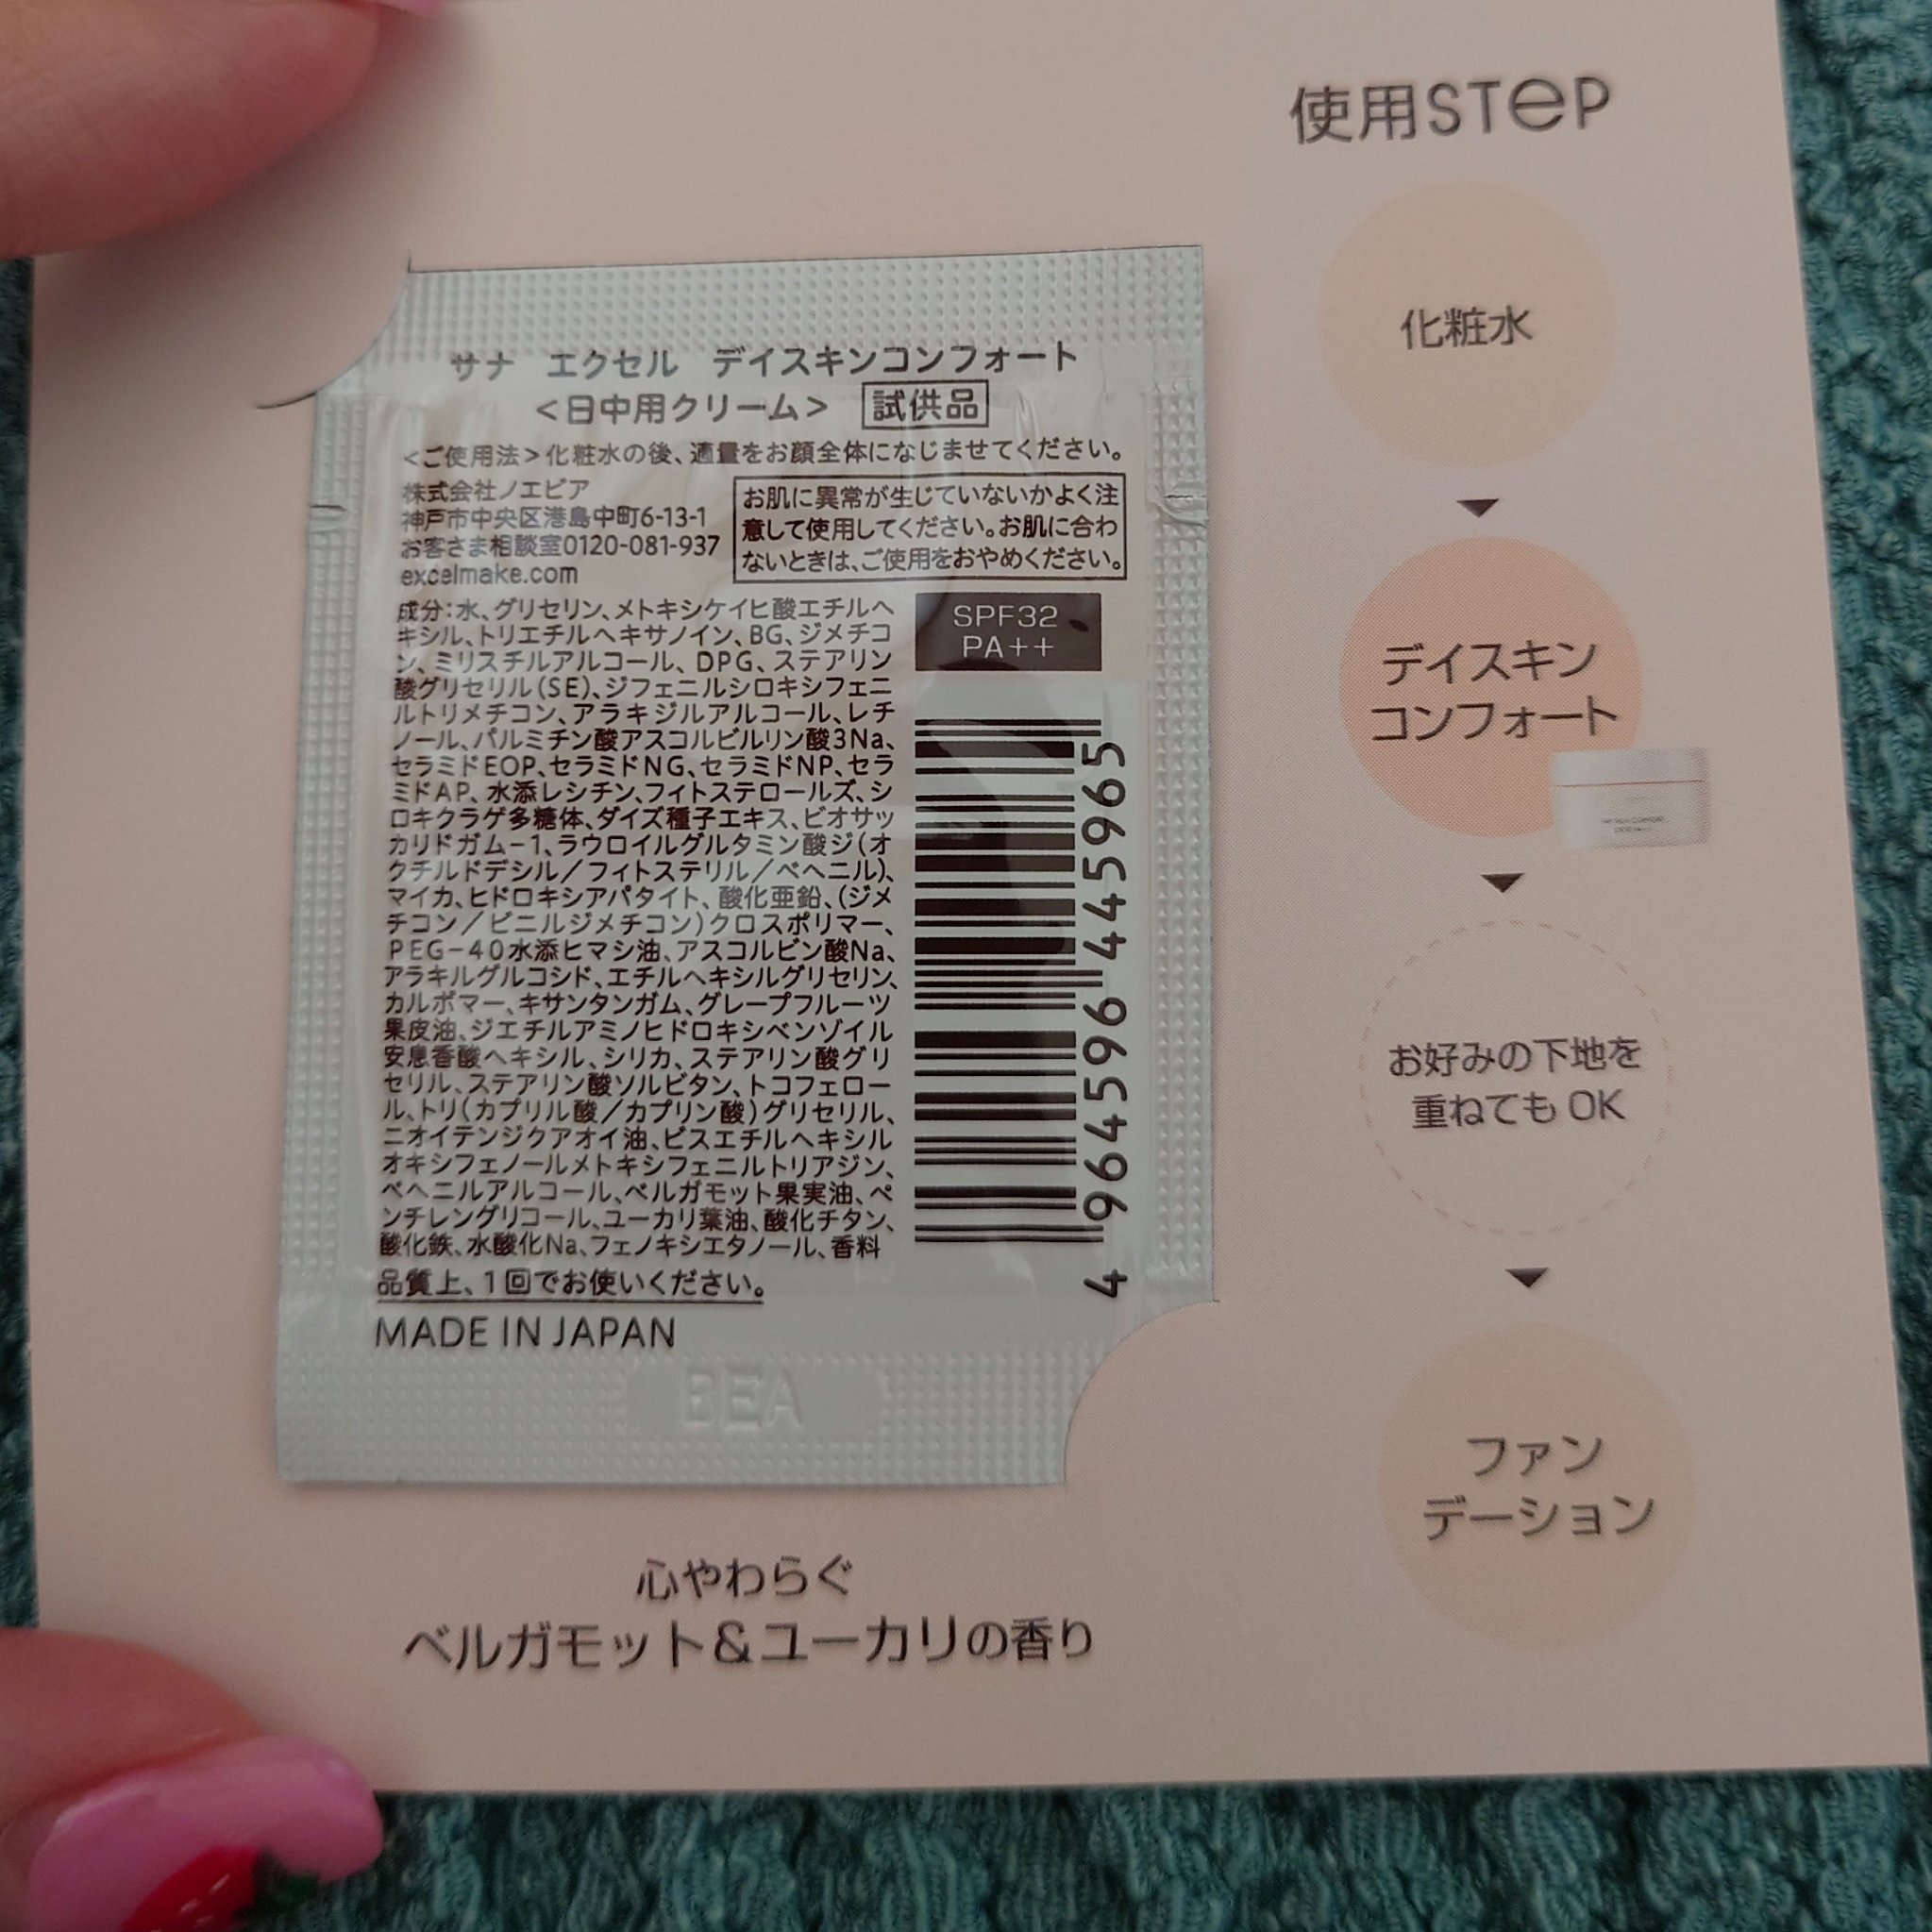 使用STeP
化粧水
デイスキン
コンフォート
お好みの下地を
重ねてもOK
ファン
デーション
サナ エクセル デイスキンコンフォート
<日中用クリーム> 試供品
<ご使用法>化粧水の後、適量をお顔全体になじませてください。
株式会社ノエビア
神戸市中央区港島中町6-13-1
お客さま相談室0120-081-937
excelmake.com
お肌に異常が生じていないかよく注
意して使用してください。お肌に合わ
ないときは、ご使用をおやめください。
成分:水、グリセリン、メトキシケイヒ酸エチルヘ
キシル、トリエチルヘキサノイン、BG、ジメチコ
ン、ミリスチルアルコール、DPG、ステアリン
酸グリセリル(SE)、ジフェニルシロキシフェニ
ルトリメチコン、アラキジルアルコール、レチ
ノール、パルミチン酸アスコルビルリン酸3Na、
セラミドEOP、セラミドNG、セラミドNP、セラ
ミドAP、水添レシチン、フィトステロールズ、シ
ロキクラゲ多糖体、ダイズ種子エキス、ビオサッ
カリドガム-1、ラウロイルグルタミン酸ジ(オ
クチルドデシル/フィトステリル/ベヘニル)、
マイカ、ヒドロキシアパタイト、酸化亜鉛、(ジメ
チコン/ビニルジメチコン)クロスポリマー、
PEG-40水添ヒマシ油、アスコルビン酸Na、
アラキルグルコシド、エチルヘキシルグリセリン、
カルボマー、キサンタンガム、グレープフルーツ
果皮油、ジエチルアミノヒドロキシベンゾイル
安息香酸ヘキシル、シリカ、ステアリン酸グリ
セリル、ステアリン酸ソルビタン、トコフェロー
ル、トリ(カプリル酸/カプリン酸)グリセリル、
ニオイテンジクアオイ油、ビスエチルヘキシル
オキシフェノールメトキシフェニルトリアジン、
ベヘニルアルコール、ベルガモット果実油、ペ
ンチレングリコール、ユーカリ葉油、酸化チタン、
酸化鉄、水酸化Na、フェノキシエタノール、香料
SPF32
PA++
4 964596 445965
品質上、1回でお使いください。
MADE IN JAPAN
BEA
心やわらぐ
ベルガモット&ユーカリの香り